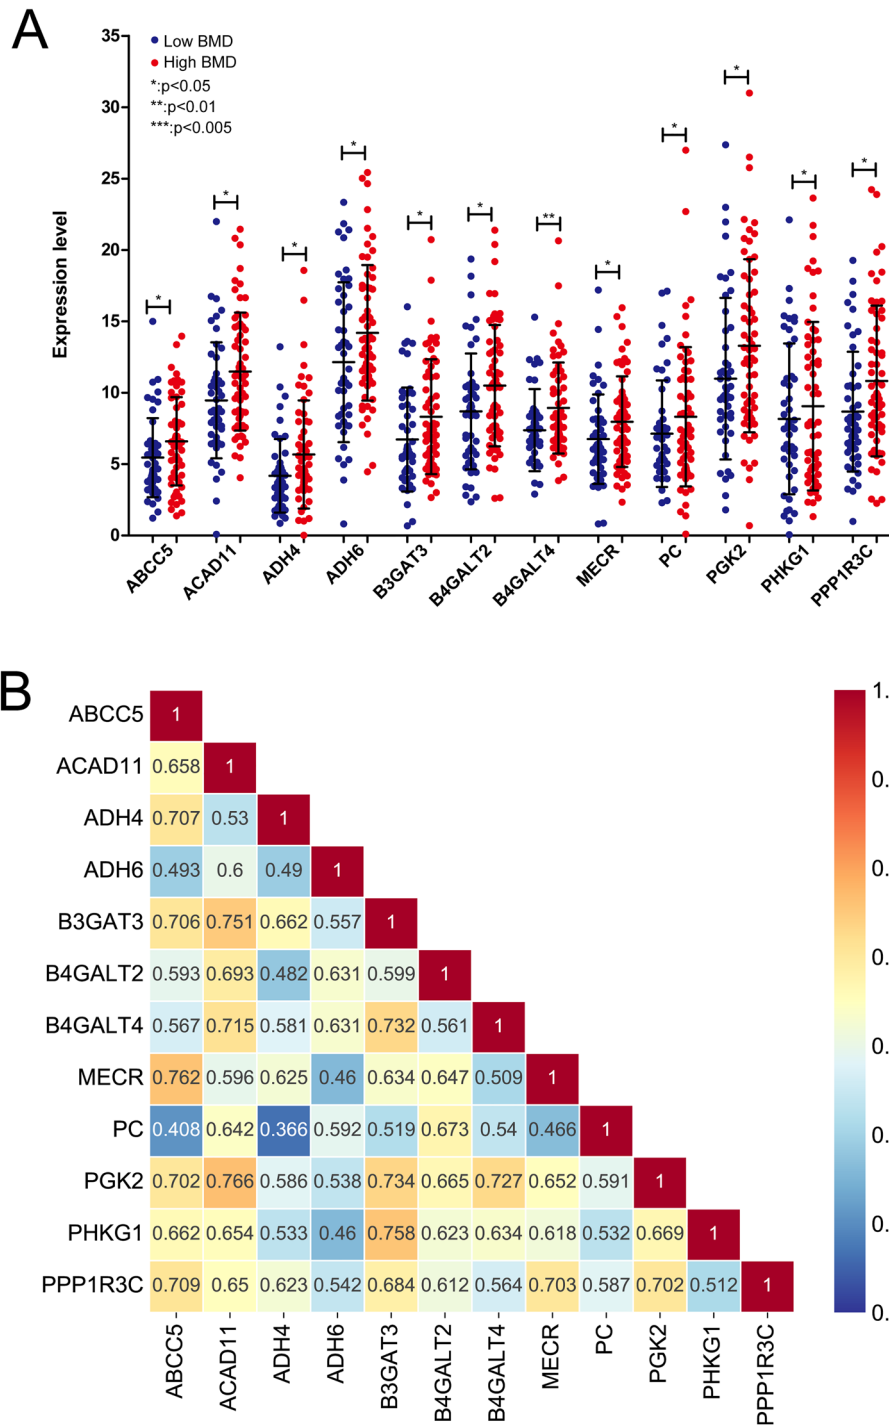 A
35
30
25
20
15
10
5
0
Expression level
Low BMD
High BMD
*:p<0.05
**:p<0.01
***:p<0.005
* * * * * * ** * * * * *
ABCC5 ACAD11 ADH4 ADH6 B3GAT3 B4GALT2 B4GALT4 MECR PC PGK2 PHKG1 PPP1R3C
B
ABCC5 1
ACAD11 0.658 1
ADH4 0.707 0.53 1
ADH6 0.493 0.6 0.49 1
B3GAT3 0.706 0.751 0.662 0.557 1
B4GALT2 0.593 0.693 0.482 0.631 0.599 1
B4GALT4 0.567 0.715 0.581 0.631 0.732 0.561 1
MECR 0.762 0.596 0.625 0.46 0.634 0.647 0.509 1
PC 0.408 0.642 0.366 0.592 0.519 0.673 0.54 0.466 1
PGK2 0.702 0.766 0.586 0.538 0.734 0.665 0.727 0.652 0.591 1
PHKG1 0.662 0.654 0.533 0.46 0.758 0.623 0.634 0.618 0.532 0.669 1
PPP1R3C 0.709 0.65 0.623 0.542 0.684 0.612 0.564 0.703 0.587 0.702 0.512 1
ABCC5 ACAD11 ADH4 ADH6 B3GAT3 B4GALT2 B4GALT4 MECR PC PGK2 PHKG1 PPP1R3C
1.
0.
0.
0.
0.
0.
0.
0.